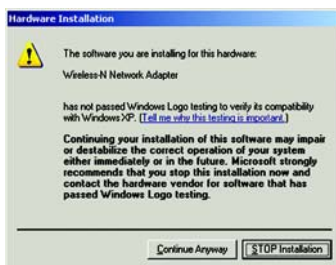 Hardware Installation
The software you are installing for this hardware:
Wireless-N Network Adapter
has not passed Windows Logo testing to verify its compatibility
with Windows XP. (Tell me why this testing is important.)
Continuing your installation of this software may impair
or destabilize the correct operation of your system
either immediately or in the future. Microsoft strongly
recommends that you stop this installation now and
contact the hardware vendor for software that has
passed Windows Logo testing.
Continue Anyway
STOP Installation